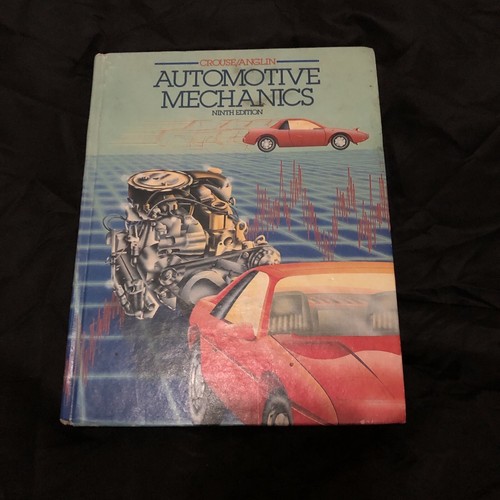 CROUSE/ANGLIN
AUTOMOTIVE
MECHANICS
NINTH EDITION